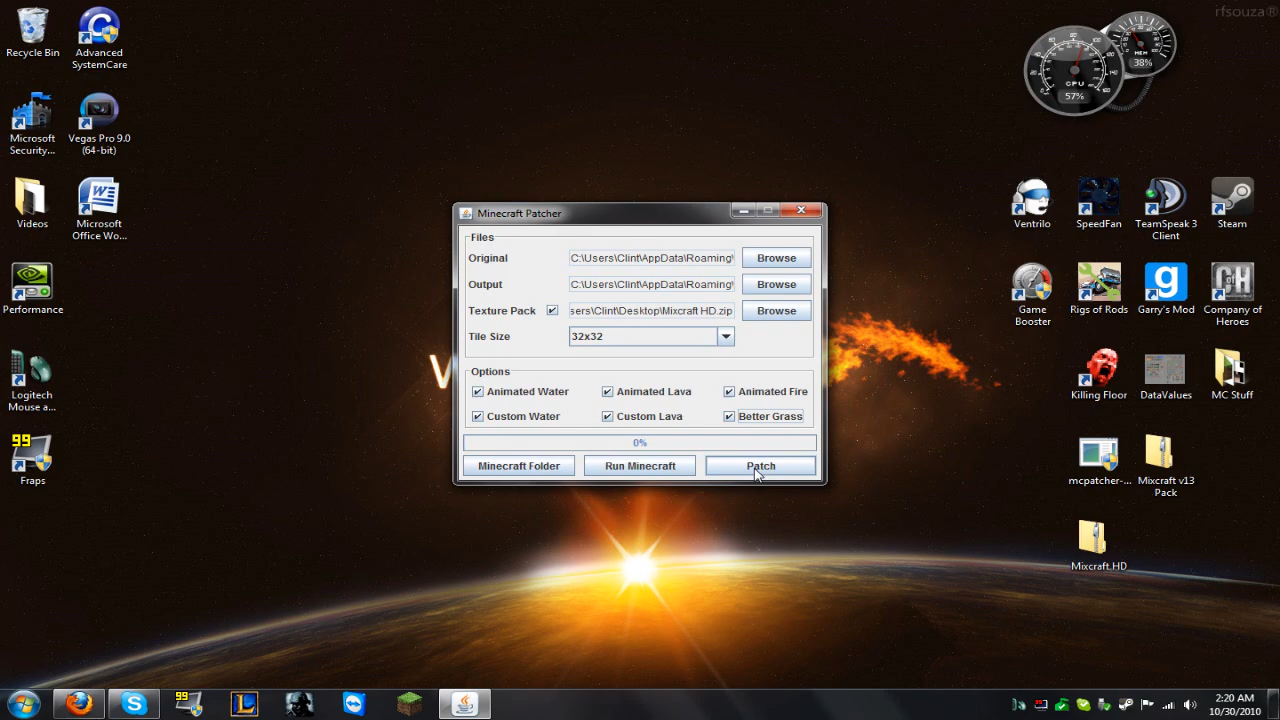 rfsouza®
Recycle Bin
Advanced
SystemCare
MEM
38%
CPU
57%
Microsoft
Security...
Vegas Pro 9.0
(64-bit)
Videos
Microsoft
Office Wo...
Ventrilo
SpeedFan
TeamSpeak 3
Client
Steam
Minecraft Patcher
Files
Original
C:\Users\Clint\AppData\Roaming\
Browse
Output
C:\Users\Clint\AppData\Roaming\
Browse
Texture Pack
sers\Clint\Desktop\Mixcraft HD.zip
Browse
Tile Size
32x32
Options
Animated Water
Animated Lava
Animated Fire
Custom Water
Custom Lava
Better Grass
0%
Minecraft Folder
Run Minecraft
Patch
Performance
Game
Booster
Rigs of Rods
Garry's Mod
Company of
Heroes
Logitech
Mouse a...
Killing Floor
DataValues
MC Stuff
99
Fraps
mcpatcher-...
Mixcraft v13
Pack
Mixcraft.HD
99
2:20 AM
10/30/2010